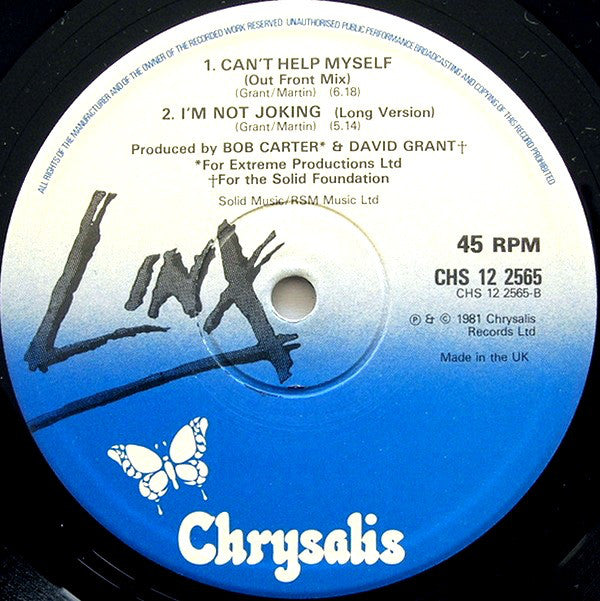 ALL RIGHTS OF THE MANUFACTURER AND OF THE OWNER OF THE RECORDED WORK RESERVED UNAUTHORISED PUBLIC PERFORMANCE BROADCASTING AND COPYING OF THIS RECORD PROHIBITED
1. CAN'T HELP MYSELF
(Out Front Mix)
(Grant/Martin) (6.18)
2. I'M NOT JOKING (Long Version)
(Grant/Martin) (5.14)
Produced by BOB CARTER* & DAVID GRANT†
*For Extreme Productions Ltd
†For the Solid Foundation
Solid Music/RSM Music Ltd
LINX
45 RPM
CHS 12 2565
CHS 12 2565-B
℗ & © 1981 Chrysalis
Records Ltd
Made in the UK
Chrysalis